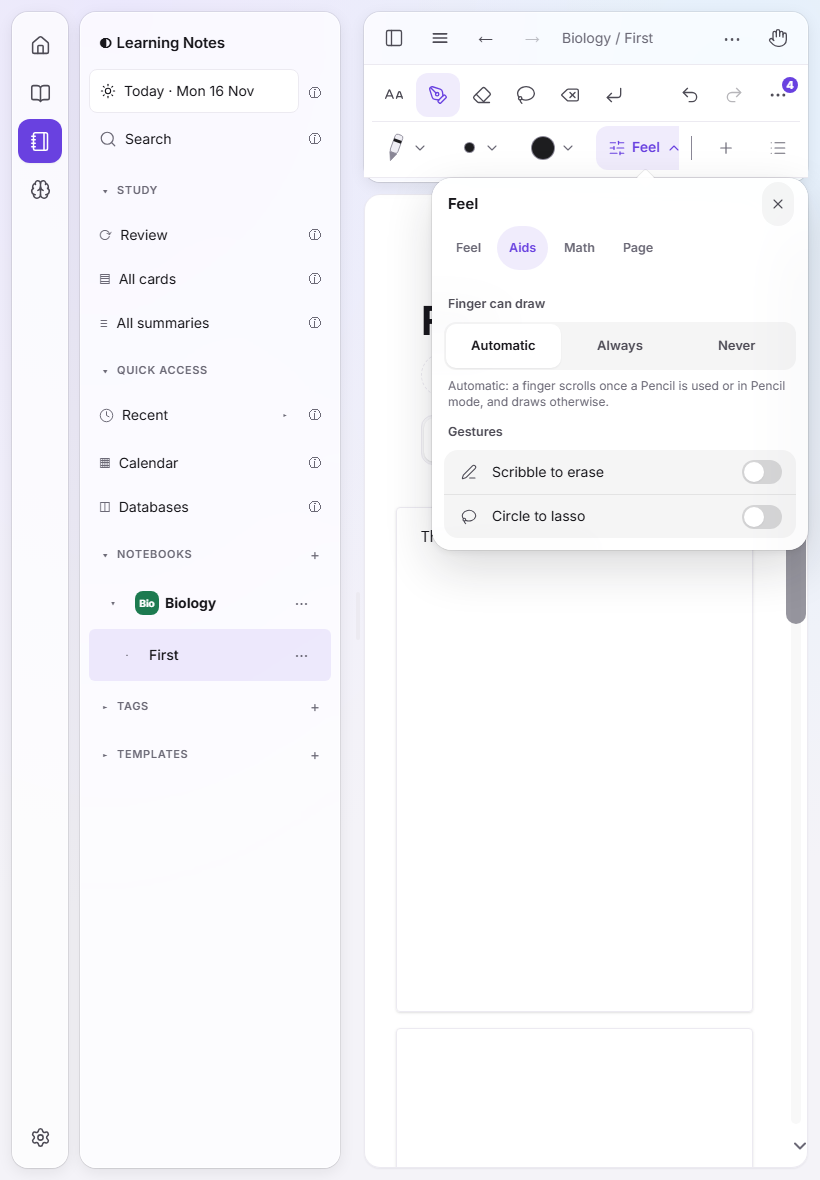 Learning Notes
Today · Mon 16 Nov
Search
STUDY
Review
All cards
All summaries
QUICK ACCESS
Recent
Calendar
Databases
NOTEBOOKS
Bio Biology
First
TAGS
TEMPLATES
Biology / First
AA
4
Feel
Feel
Feel Aids Math Page
Finger can draw
Automatic Always Never
Automatic: a finger scrolls once a Pencil is used or in Pencil
mode, and draws otherwise.
Gestures
Scribble to erase
Circle to lasso